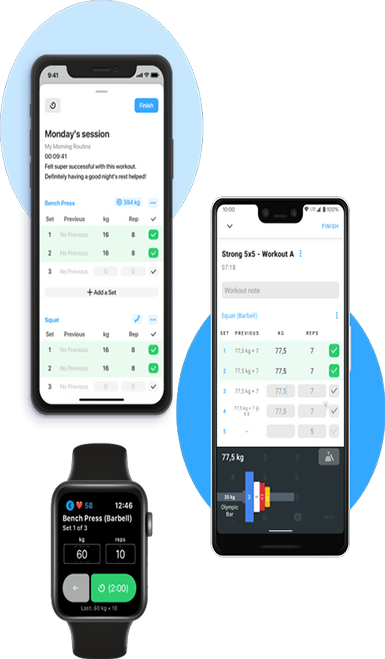 9:41
Finish
Monday's session
My Morning Routine
00:09:41
Felt super successful with this workout.
Definitely having a good night's rest helped!
Bench Press 384 kg
Set Previous kg Reps
1 No Previous 16 8
2 No Previous 16 8
3 No Previous 0 0
+ Add a Set
Squat
Set Previous kg Reps
1 No Previous 16 8
2 No Previous 16 8
3 No Previous 0 0
10:00 LTE 100%
FINISH
Strong 5x5 - Workout A
07:18
Workout note
Squat (Barbell)
SET PREVIOUS KG REPS
1 77,5 kg × 7 77,5 7
2 77,5 kg × 7 77,5 7
3 77,5 kg × 7 77,5 7
4 77,5 kg × 7 @ 77,5 7
5 - 5
77,5 kg
20 kg
Olympic
Bar
58 12:46
Bench Press (Barbell)
Set 1 of 3
kg reps
60 10
← (2:00)
Last: 60 kg × 10